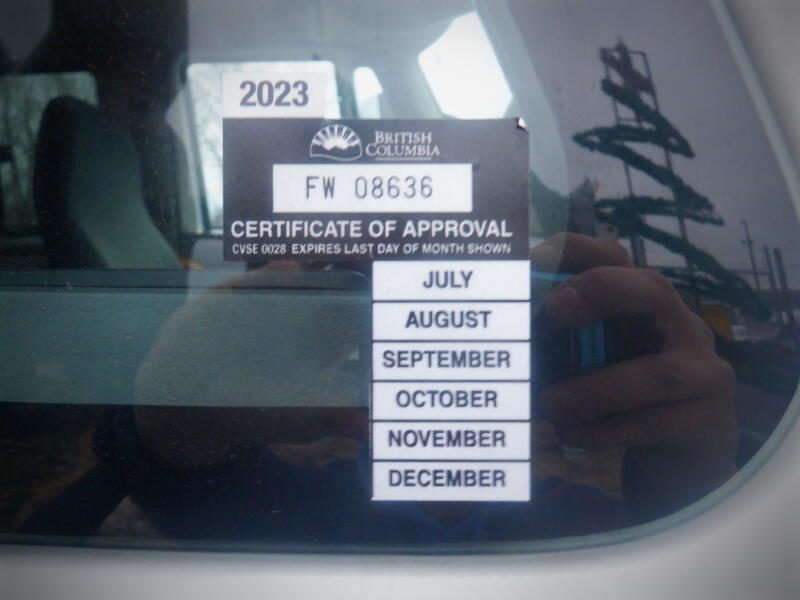 2023
BRITISH
COLUMBIA
FW 08636
CERTIFICATE OF APPROVAL
CVSE 0028 EXPIRES LAST DAY OF MONTH SHOWN
JULY
AUGUST
SEPTEMBER
OCTOBER
NOVEMBER
DECEMBER